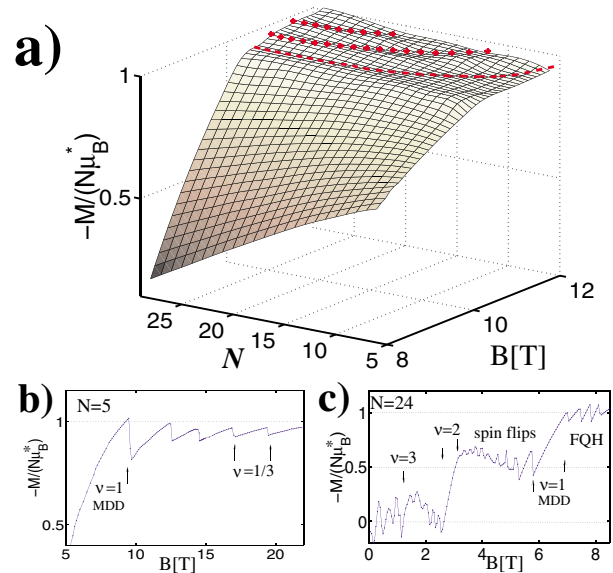 a)
−M/(Nμ*B)
1
0.5
25
20
15
10
5
N
8
10
12
B[T]
b)
N=5
−M/(Nμ*B)
1
0.4
ν=1
MDD
ν=1/3
5
10
15
20
B[T]
c)
N=24
−M/(Nμ*B)
1
0.5
0
ν=3
ν=2
spin flips
FQH
ν=1
MDD
0
2
4
6
8
B[T]